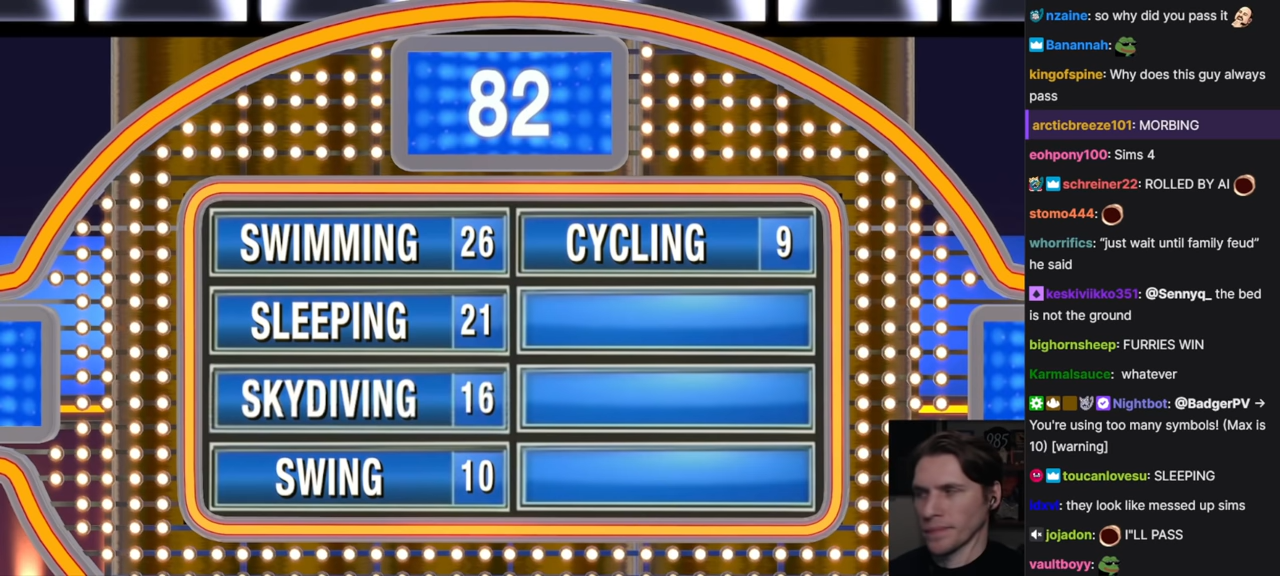 82
SWIMMING 26
CYCLING 9
SLEEPING 21
SKYDIVING 16
SWING 10
985
nzaine: so why did you pass it
Banannah:
kingofspine: Why does this guy always
pass
arcticbreeze101: MORBING
eohpony100: Sims 4
schreiner22: ROLLED BY AI
stomo444:
whorrifics: “just wait until family feud”
he said
keskiviikko351: @Sennyq_ the bed
is not the ground
bighornsheep: FURRIES WIN
Karmalsauce: whatever
Nightbot: @BadgerPV →
You're using too many symbols! (Max is
10) [warning]
toucanlovesu: SLEEPING
: they look like messed up sims
jojadon: I"LL PASS
vaultboyy: